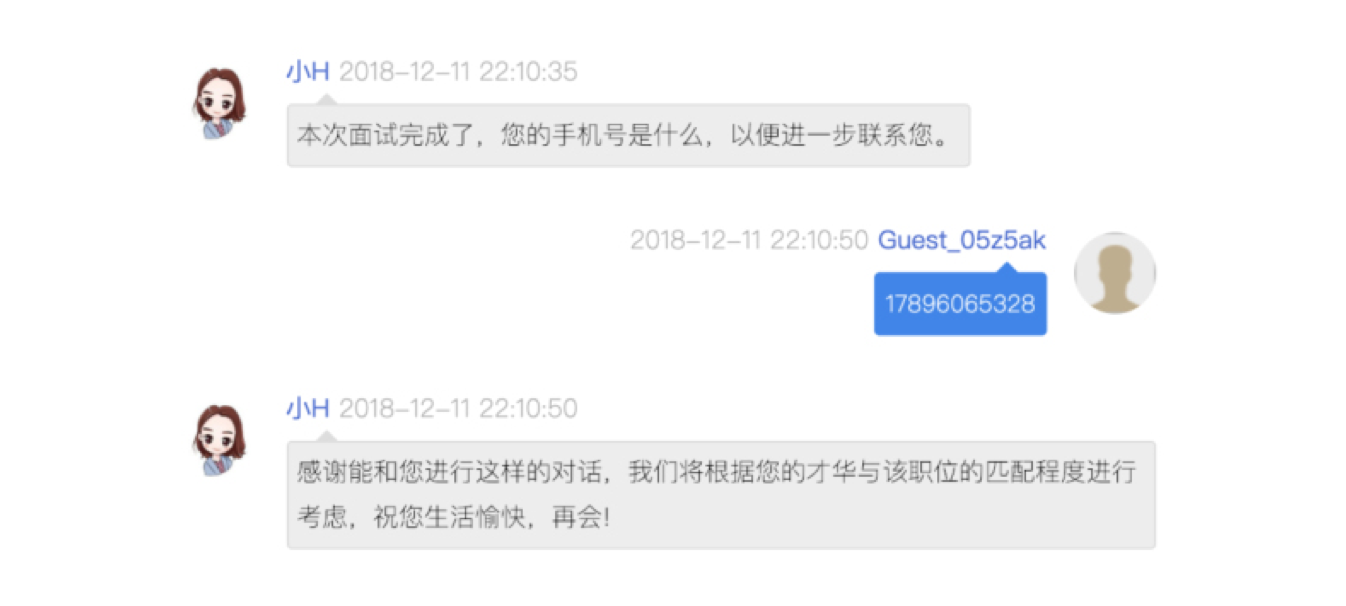 小H 2018-12-11 22:10:35
本次面试完成了，您的手机号是什么，以便进一步联系您。
2018-12-11 22:10:50 Guest_05z5ak
17896065328
小H 2018-12-11 22:10:50
感谢能和您进行这样的对话，我们将根据您的才华与该职位的匹配程度进行
考虑，祝您生活愉快，再会!